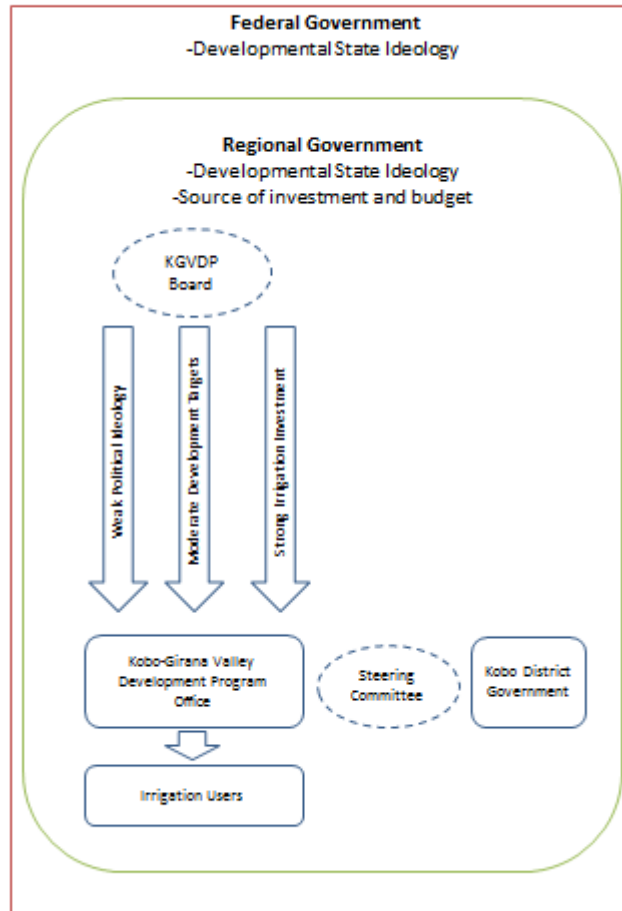 Federal Government
-Developmental State Ideology
Regional Government
-Developmental State Ideology
-Source of investment and budget
KGVDP
Board
Weak Political Ideology
Moderate Development Targets
Strong Irrigation Investment
Kobo-Girana Valley
Development Program
Office
Steering
Committee
Kobo District
Government
Irrigation Users